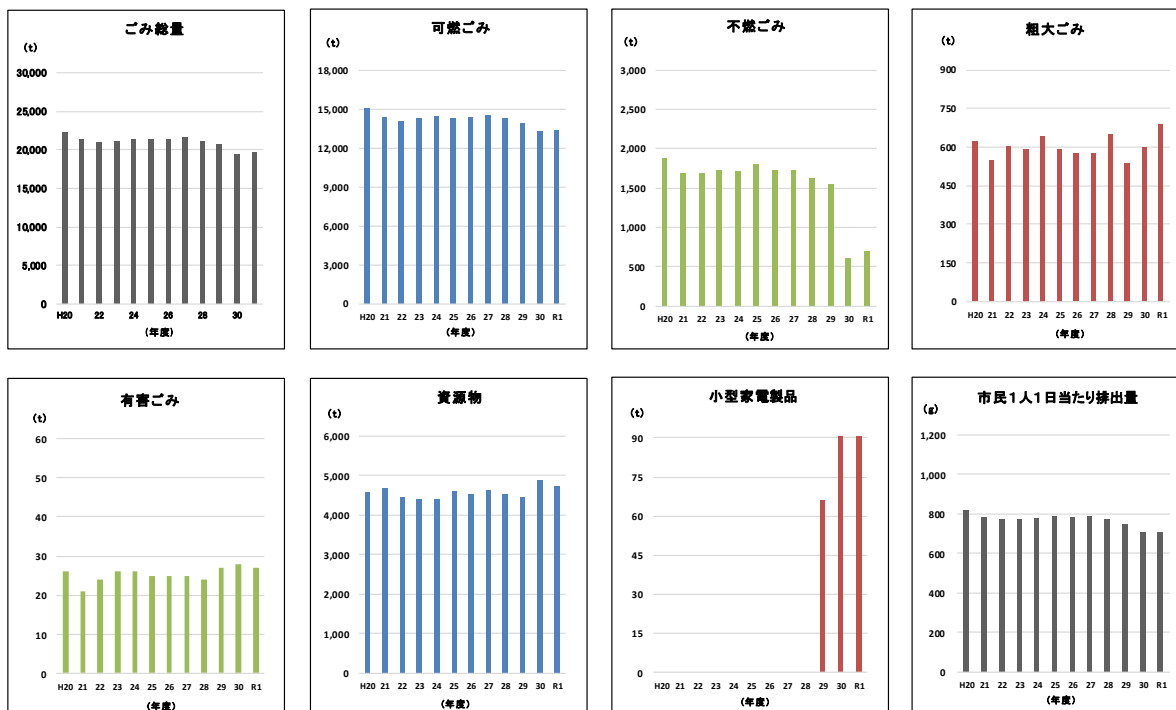 ごみ総量
(t)
30,000
25,000
20,000
15,000
10,000
5,000
0
H20 22 24 26 28 30
(年度)
可燃ごみ
(t)
18,000
15,000
12,000
9,000
6,000
3,000
0
H20 21 22 23 24 25 26 27 28 29 30 R1
(年度)
不燃ごみ
(t)
3,000
2,500
2,000
1,500
1,000
500
0
H20 21 22 23 24 25 26 27 28 29 30 R1
(年度)
粗大ごみ
(t)
900
750
600
450
300
150
0
H20 21 22 23 24 25 26 27 28 29 30 R1
(年度)
有害ごみ
(t)
60
50
40
30
20
10
0
H20 21 22 23 24 25 26 27 28 29 30 R1
(年度)
資源物
(t)
6,000
5,000
4,000
3,000
2,000
1,000
0
H20 21 22 23 24 25 26 27 28 29 30 R1
(年度)
小型家電製品
(t)
90
75
60
45
30
15
0
H20 21 22 23 24 25 26 27 28 29 30 R1
(年度)
市民1人1日当たり排出量
(g)
1,200
1,000
800
600
400
200
0
H20 21 22 23 24 25 26 27 28 29 30 R1
(年度)